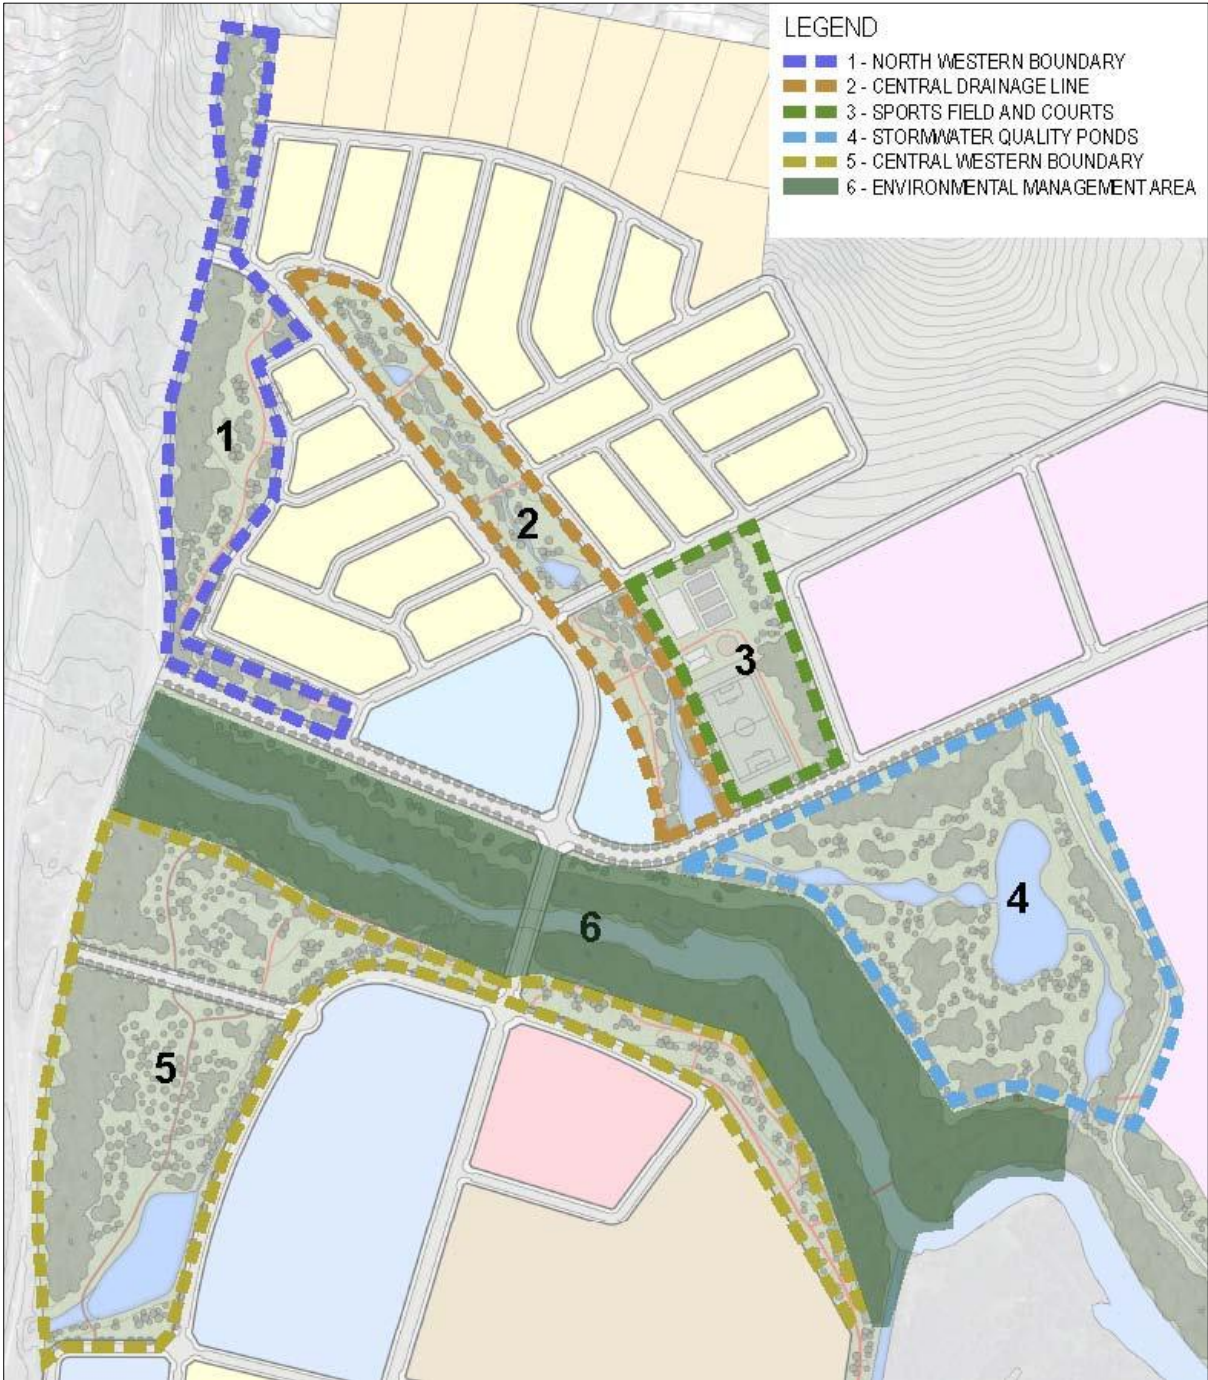 LEGEND
1 - NORTH WESTERN BOUNDARY
2 - CENTRAL DRAINAGE LINE
3 - SPORTS FIELD AND COURTS
4 - STORMWATER QUALITY PONDS
5 - CENTRAL WESTERN BOUNDARY
6 - ENVIRONMENTAL MANAGEMENT AREA
1
2
3
4
6
5